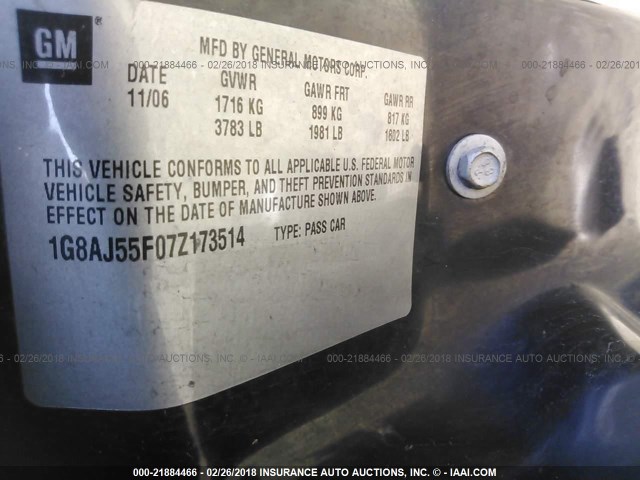 GM
MFD BY GENERAL MOTORS CORP.
DATE GVWR GAWR FRT GAWR RR
11/06 1716 KG 899 KG 817 KG
3783 LB 1981 LB 1802 LB
THIS VEHICLE CONFORMS TO ALL APPLICABLE U.S. FEDERAL MOTOR
VEHICLE SAFETY, BUMPER, AND THEFT PREVENTION STANDARDS IN
EFFECT ON THE DATE OF MANUFACTURE SHOWN ABOVE.
1G8AJ55F07Z173514 TYPE: PASS CAR
000-21884466 - 02/26/2018 INSURANCE AUTO AUCTIONS, INC. - © IAAI.COM